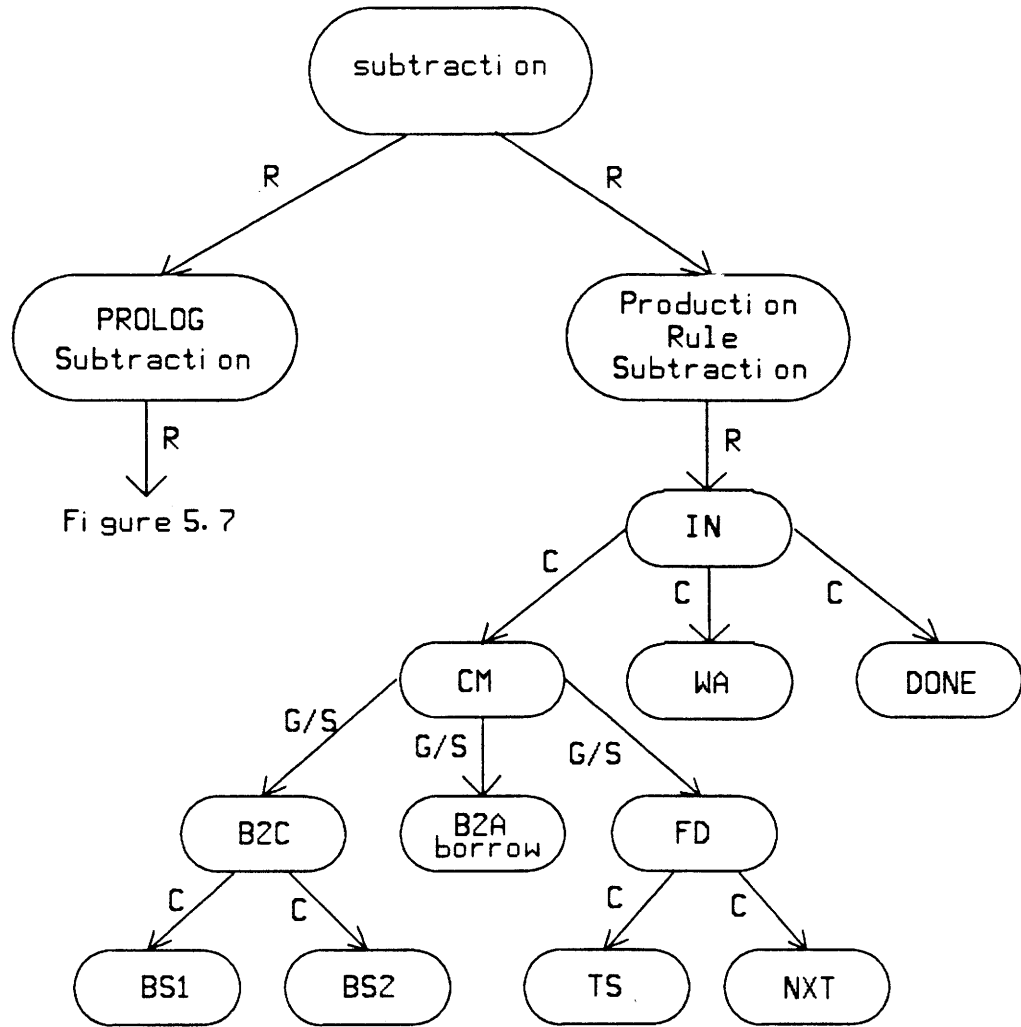 subtraction
R
R
PROLOG
Subtraction
Production
Rule
Subtraction
R
R
Figure 5.7
IN
C
C
C
CM
WA
DONE
G/S
G/S
G/S
B2C
B2A
borrow
FD
C
C
C
C
BS1
BS2
TS
NXT